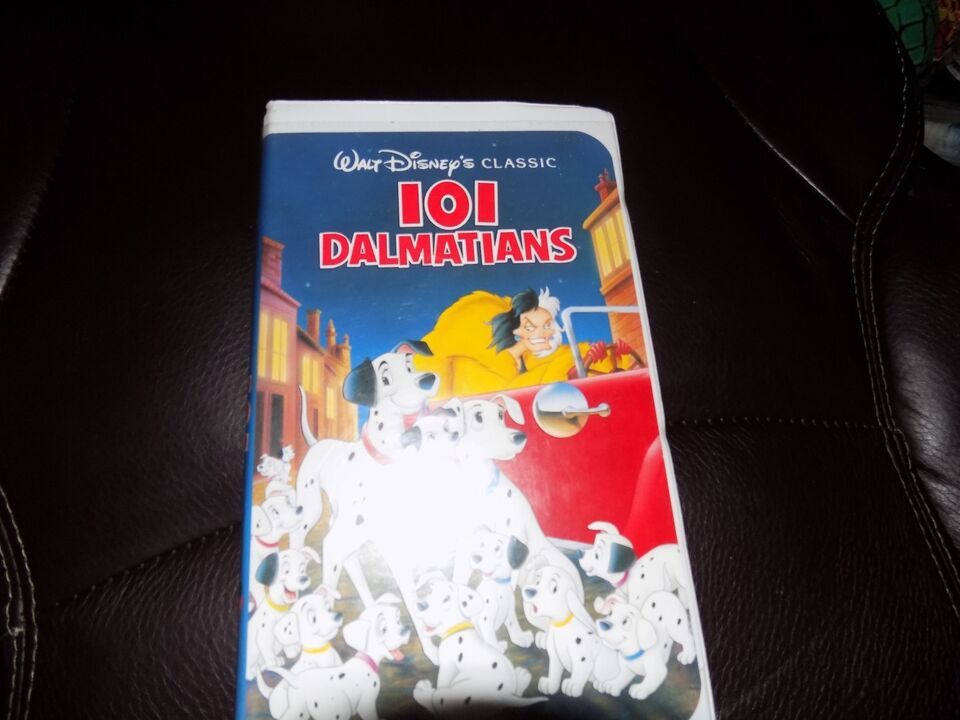 WALT DISNEY'S CLASSIC
101
DALMATIANS